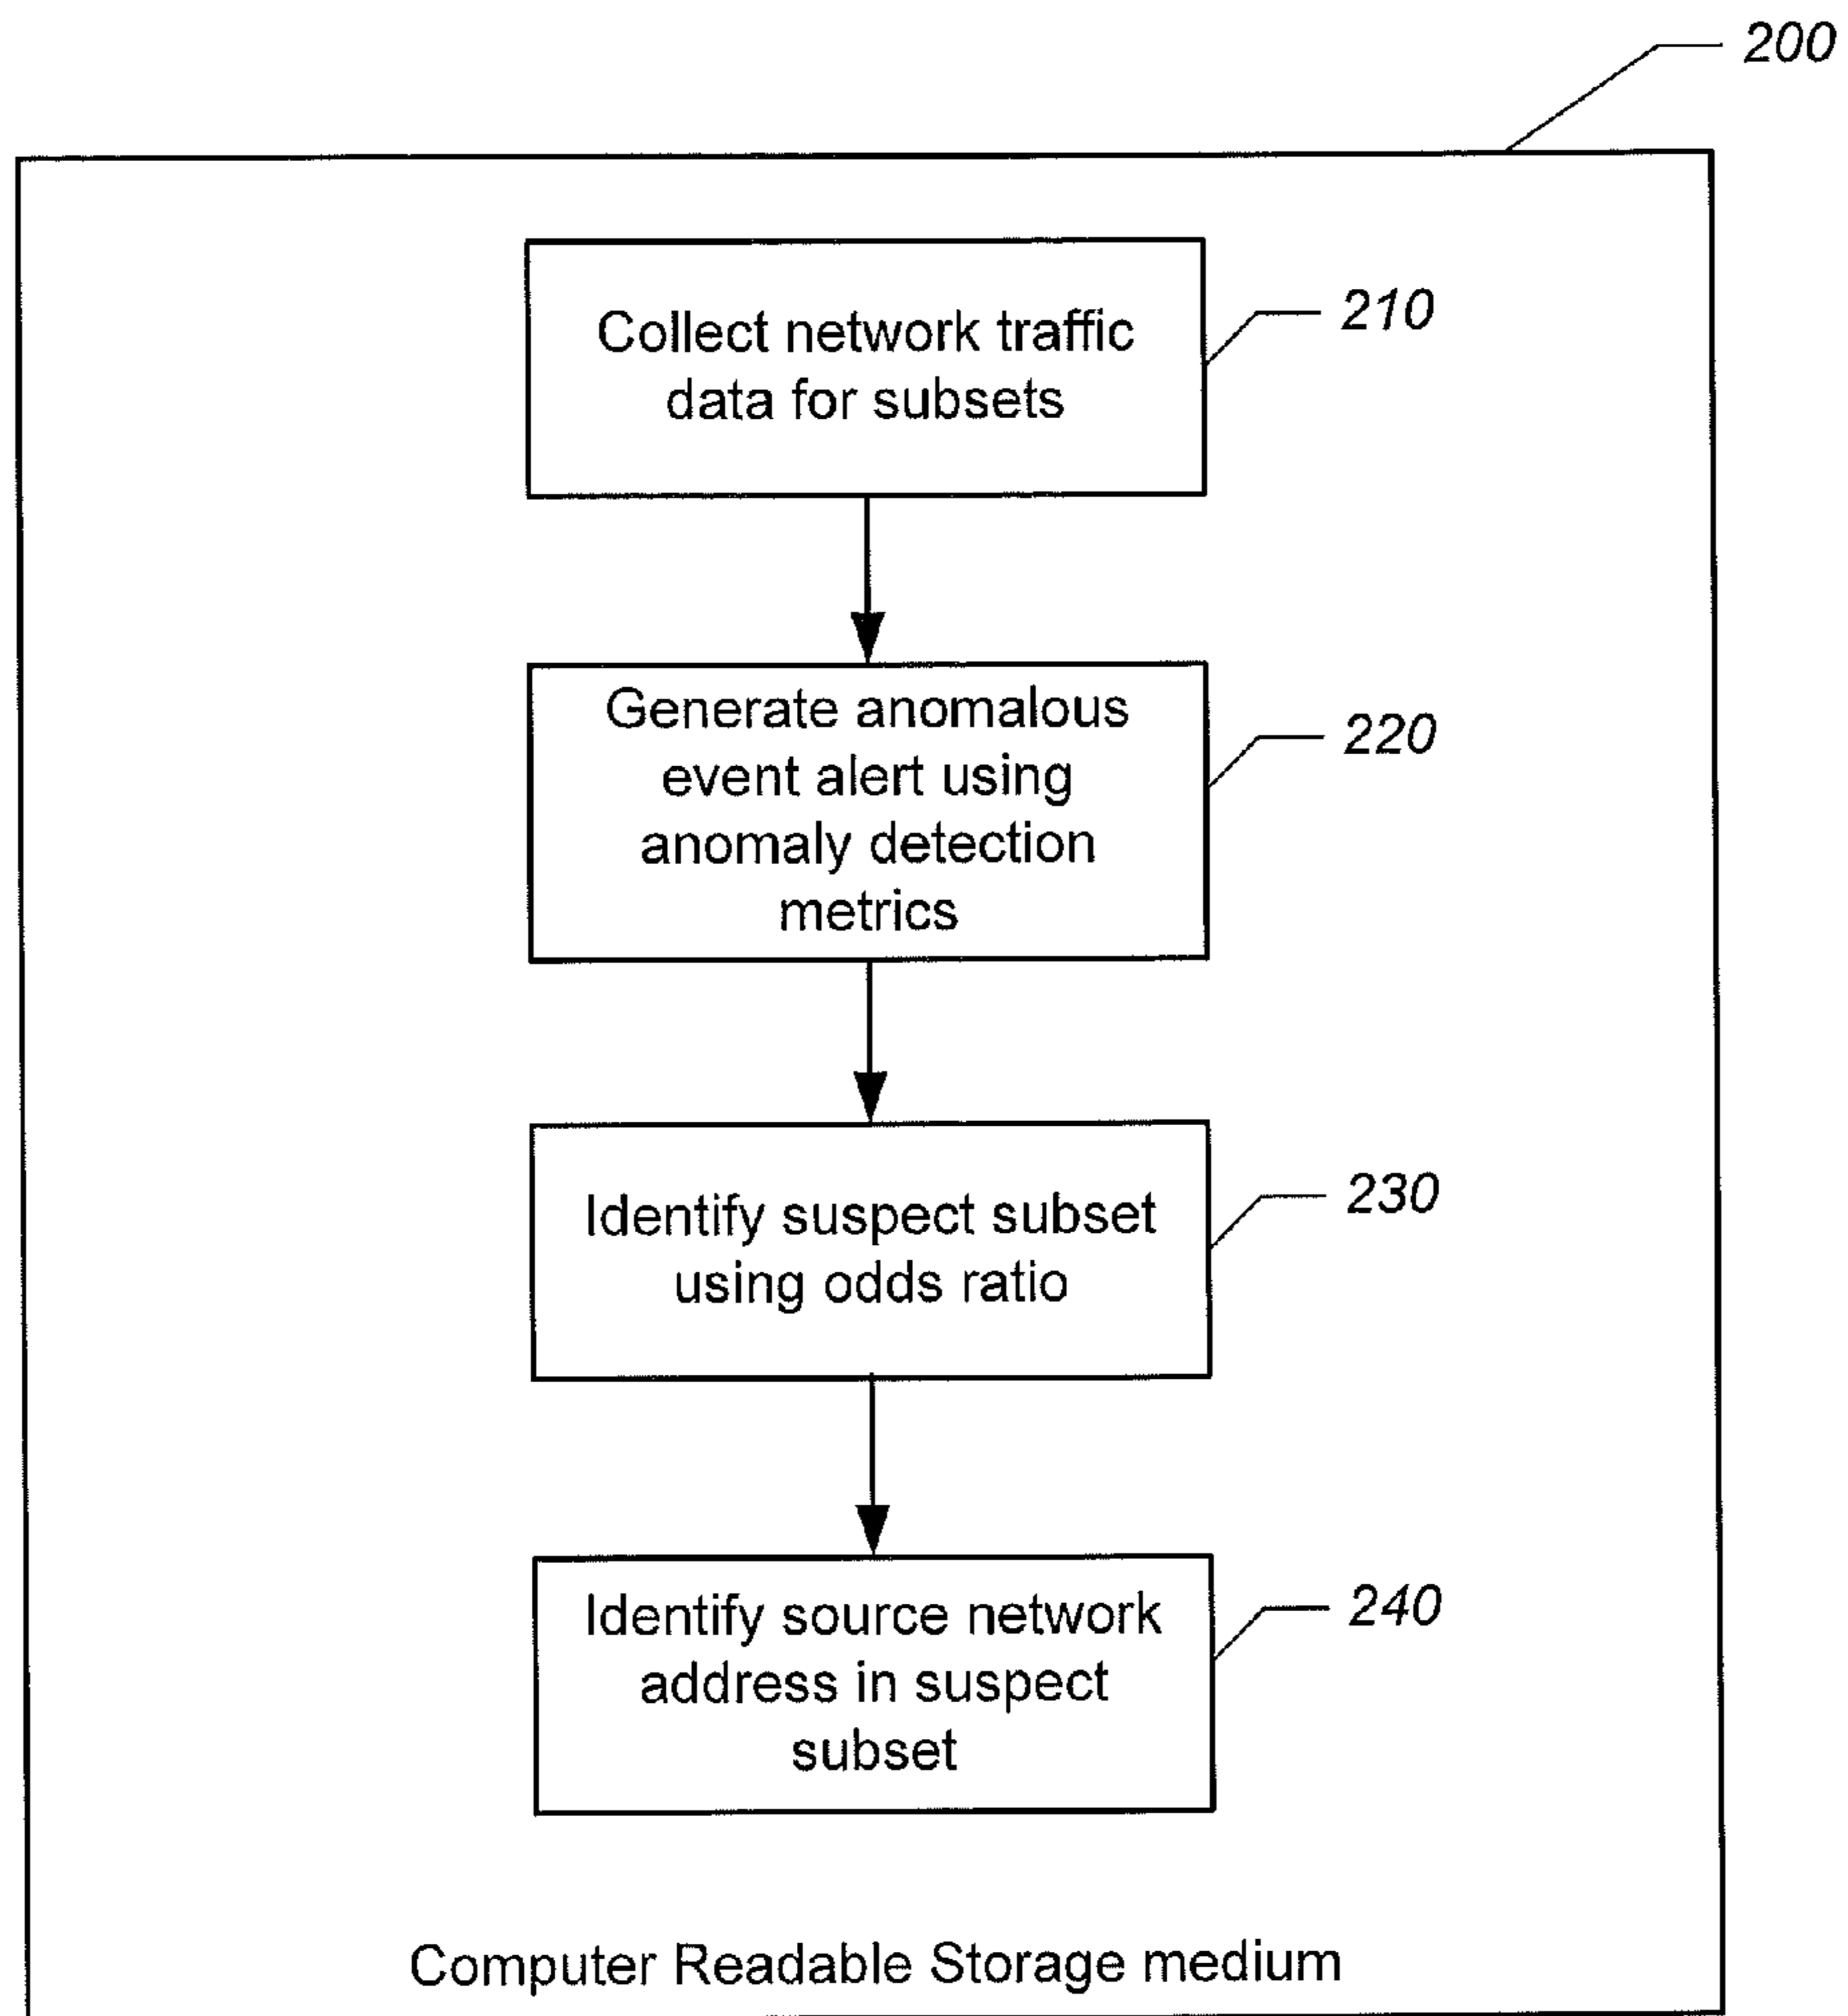 200
Collect network traffic
data for subsets
210
Generate anomalous
event alert using
anomaly detection
metrics
220
Identify suspect subset
using odds ratio
230
Identify source network
address in suspect
subset
240
Computer Readable Storage medium